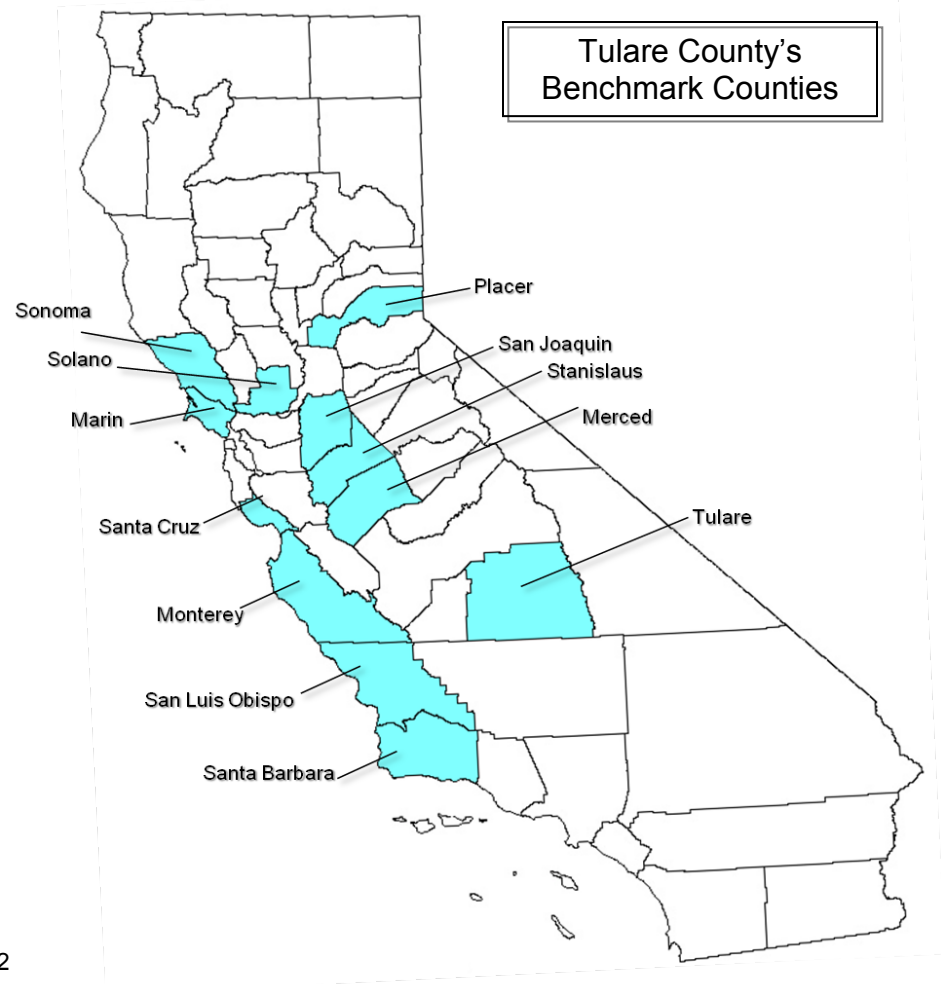 Tulare County’s
Benchmark Counties
Placer
Sonoma
San Joaquin
Solano
Stanislaus
Marin
Merced
Santa Cruz
Tulare
Monterey
San Luis Obispo
Santa Barbara
2